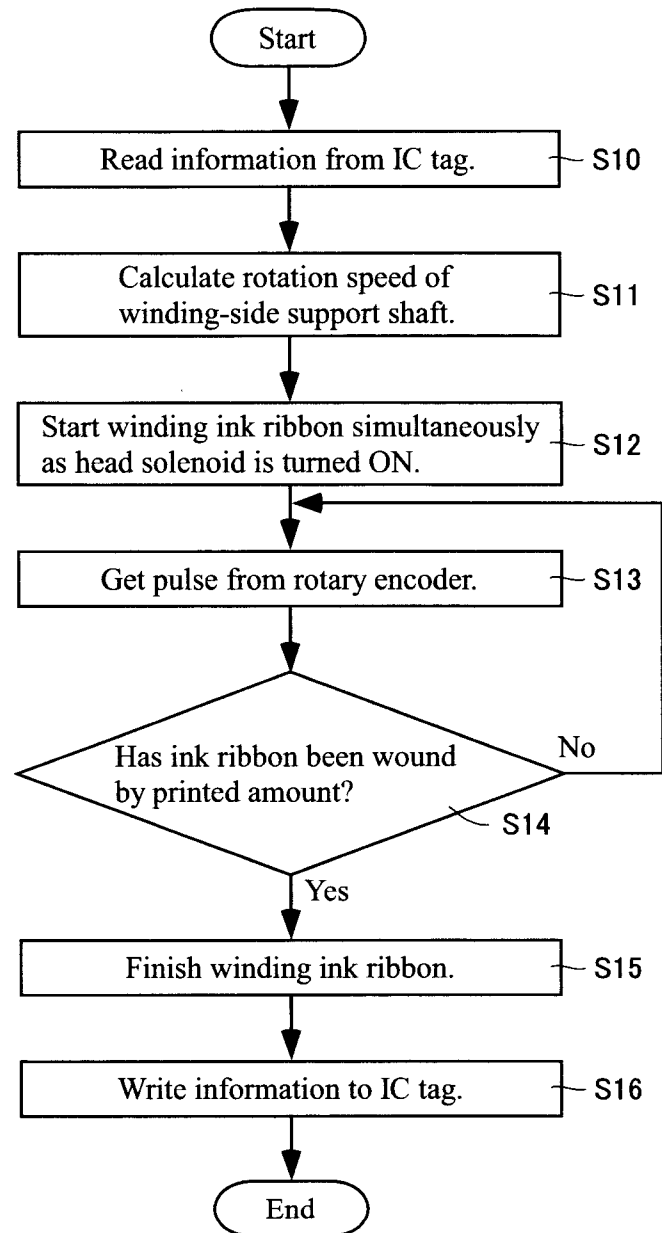 Start
Read information from IC tag.
S10
Calculate rotation speed of
winding-side support shaft.
S11
Start winding ink ribbon simultaneously
as head solenoid is turned ON.
S12
Get pulse from rotary encoder.
S13
Has ink ribbon been wound
by printed amount?
No
S14
Yes
Finish winding ink ribbon.
S15
Write information to IC tag.
S16
End